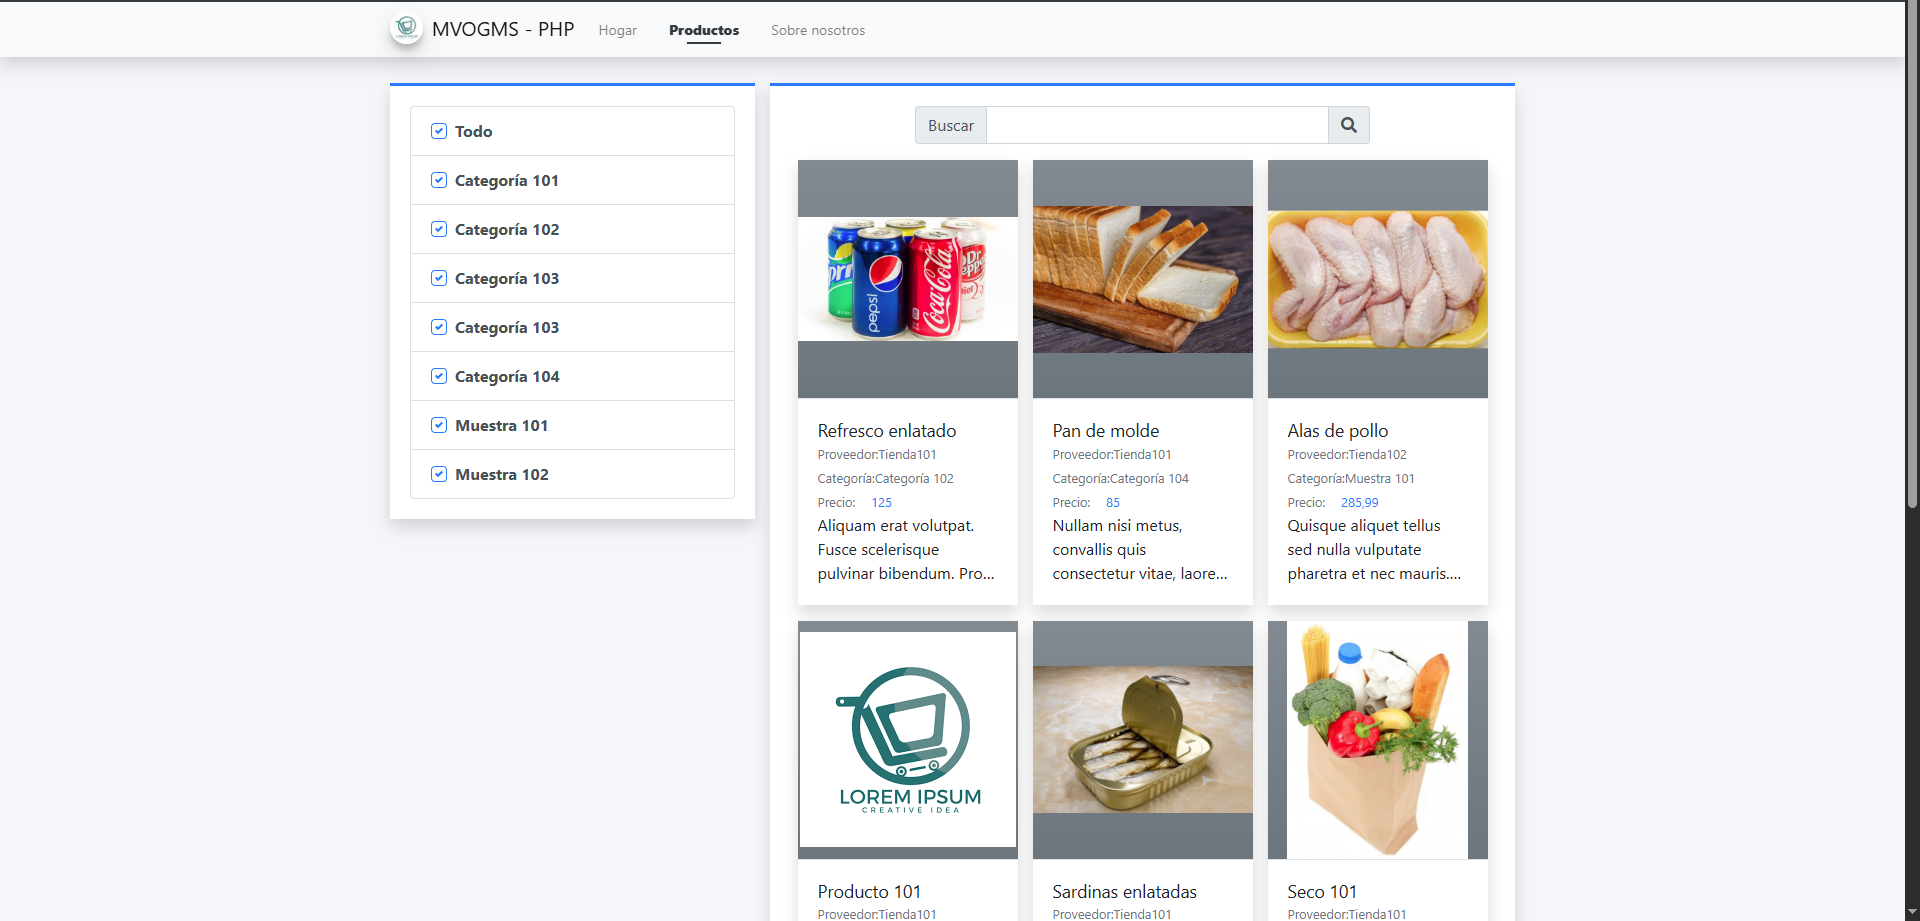 MVOGMS - PHP
Hogar
Productos
Sobre nosotros
Todo
Categoría 101
Categoría 102
Categoría 103
Categoría 103
Categoría 104
Muestra 101
Muestra 102
Buscar
pepsi
Coca-Cola
Refresco enlatado
Proveedor:Tienda101
Categoría:Categoría 102
Precio: 125
Aliquam erat volutpat.
Fusce scelerisque
pulvinar bibendum. Pro...
Pan de molde
Proveedor:Tienda101
Categoría:Categoría 104
Precio: 85
Nullam nisi metus,
convallis quis
consectetur vitae, laore...
Alas de pollo
Proveedor:Tienda102
Categoría:Muestra 101
Precio: 285,99
Quisque aliquet tellus
sed nulla vulputate
pharetra et nec mauris....
LOREM IPSUM
CREATIVE IDEA
Producto 101
Proveedor:Tienda101
Sardinas enlatadas
Proveedor:Tienda101
Seco 101
Proveedor:Tienda101